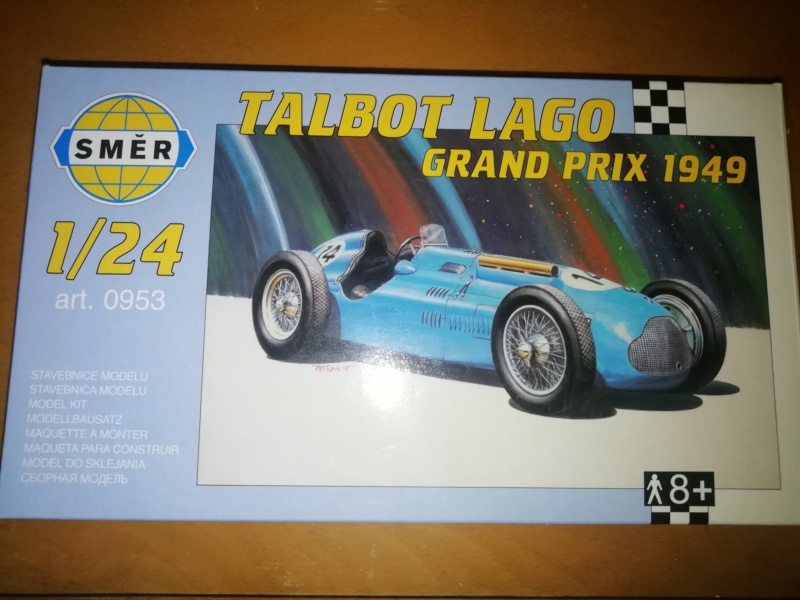 TALBOT LAGO
GRAND PRIX 1949
SMĚR
1/24
art. 0953
14
STAVEBNICE MODELU
STAVEBNICA MODELU
MODEL KIT
MODELLBAUSATZ
MAQUETTE A MONTER
MAQUETA PARA CONSTRUIR
MODEL DO SKLEJANIA
СБОРНАЯ МОДЕЛЬ
8+